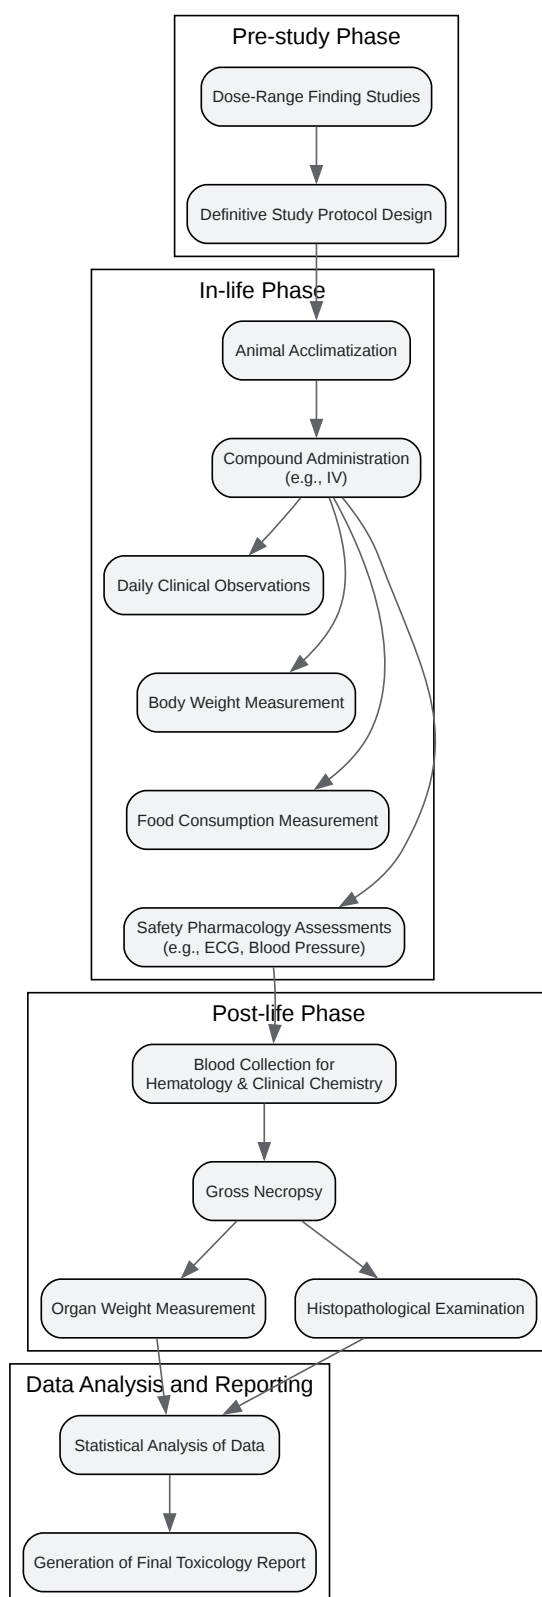 Pre-study Phase
Dose-Range Finding Studies
Definitive Study Protocol Design
In-life Phase
Animal Acclimatization
Compound Administration
(e.g., IV)
Daily Clinical Observations
Body Weight Measurement
Food Consumption Measurement
Safety Pharmacology Assessments
(e.g., ECG, Blood Pressure)
Post-life Phase
Blood Collection for
Hematology & Clinical Chemistry
Gross Necropsy
Organ Weight Measurement
Histopathological Examination
Data Analysis and Reporting
Statistical Analysis of Data
Generation of Final Toxicology Report